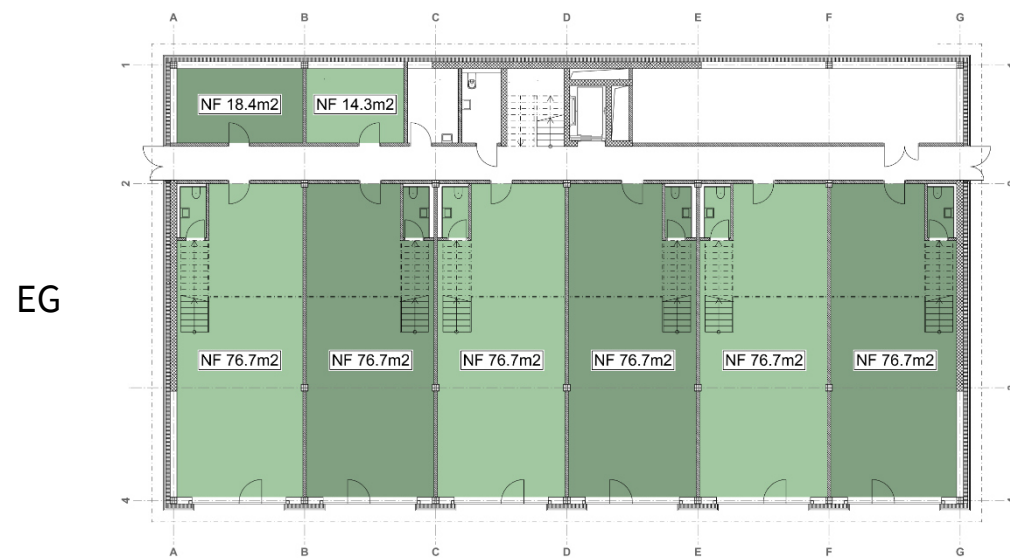 A B C D E F G
1
NF 18.4m2 NF 14.3m2
2
EG
NF 76.7m2 NF 76.7m2 NF 76.7m2 NF 76.7m2 NF 76.7m2 NF 76.7m2
4
A B C D E F G